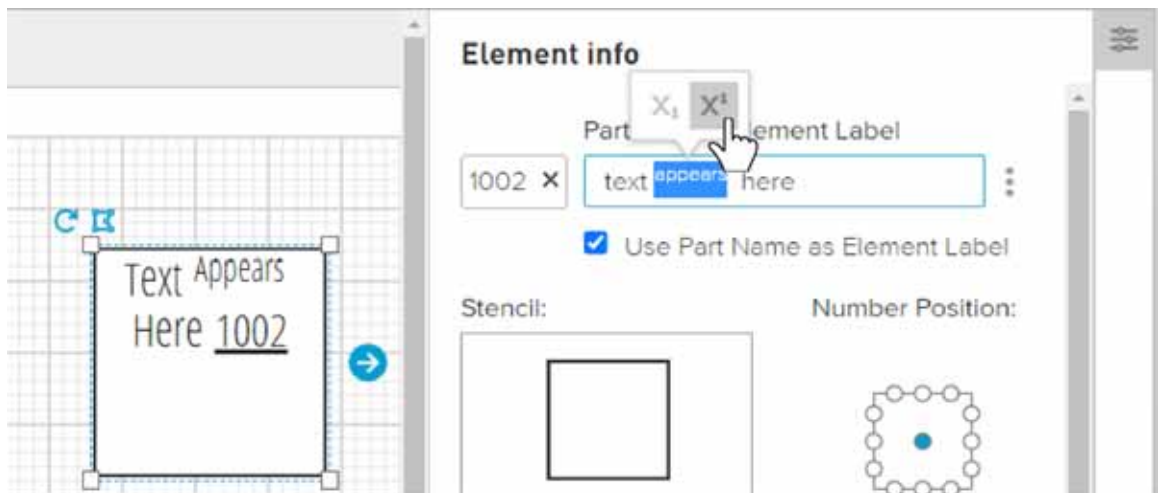 Element info
X₁ X¹
Part ement Label
1002 × text appears here
Use Part Name as Element Label
Text Appears
Here 1002
Stencil: Number Position: